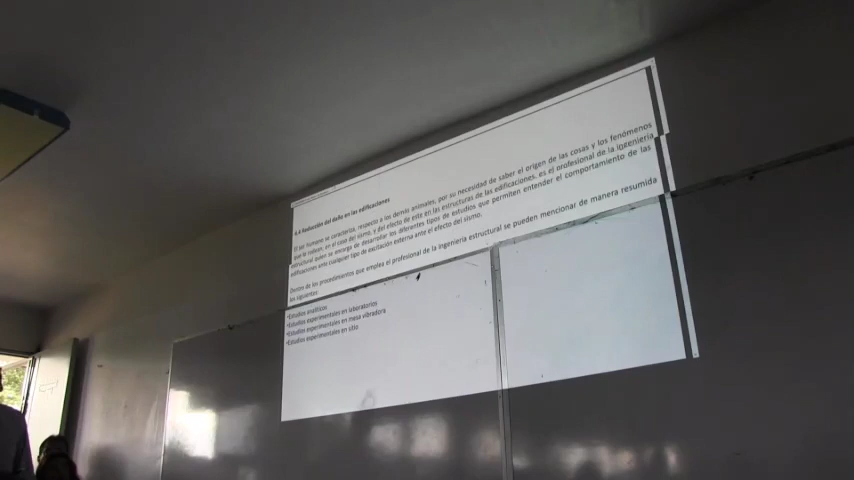 4.4 Reducción del daño en las edificaciones
El ser humano se caracteriza, respecto a los demás animales, por su necesidad de saber el origen de las cosas y los fenómenos
que lo rodean, en el caso del sismo, y del efecto de este en las estructuras de las edificaciones, es el profesional de la ingeniería
estructural quien se encarga de desarrollar los diferentes tipos de estudios que permiten entender el comportamiento de las
edificaciones ante cualquier tipo de excitación externa ante el efecto del sismo.
Dentro de los procedimientos que emplea el profesional de la ingeniería estructural se pueden mencionar de manera resumida
los siguientes:
•Estudios analíticos
•Estudios experimentales en laboratorios
•Estudios experimentales en mesa vibradora
•Estudios experimentales en sitio